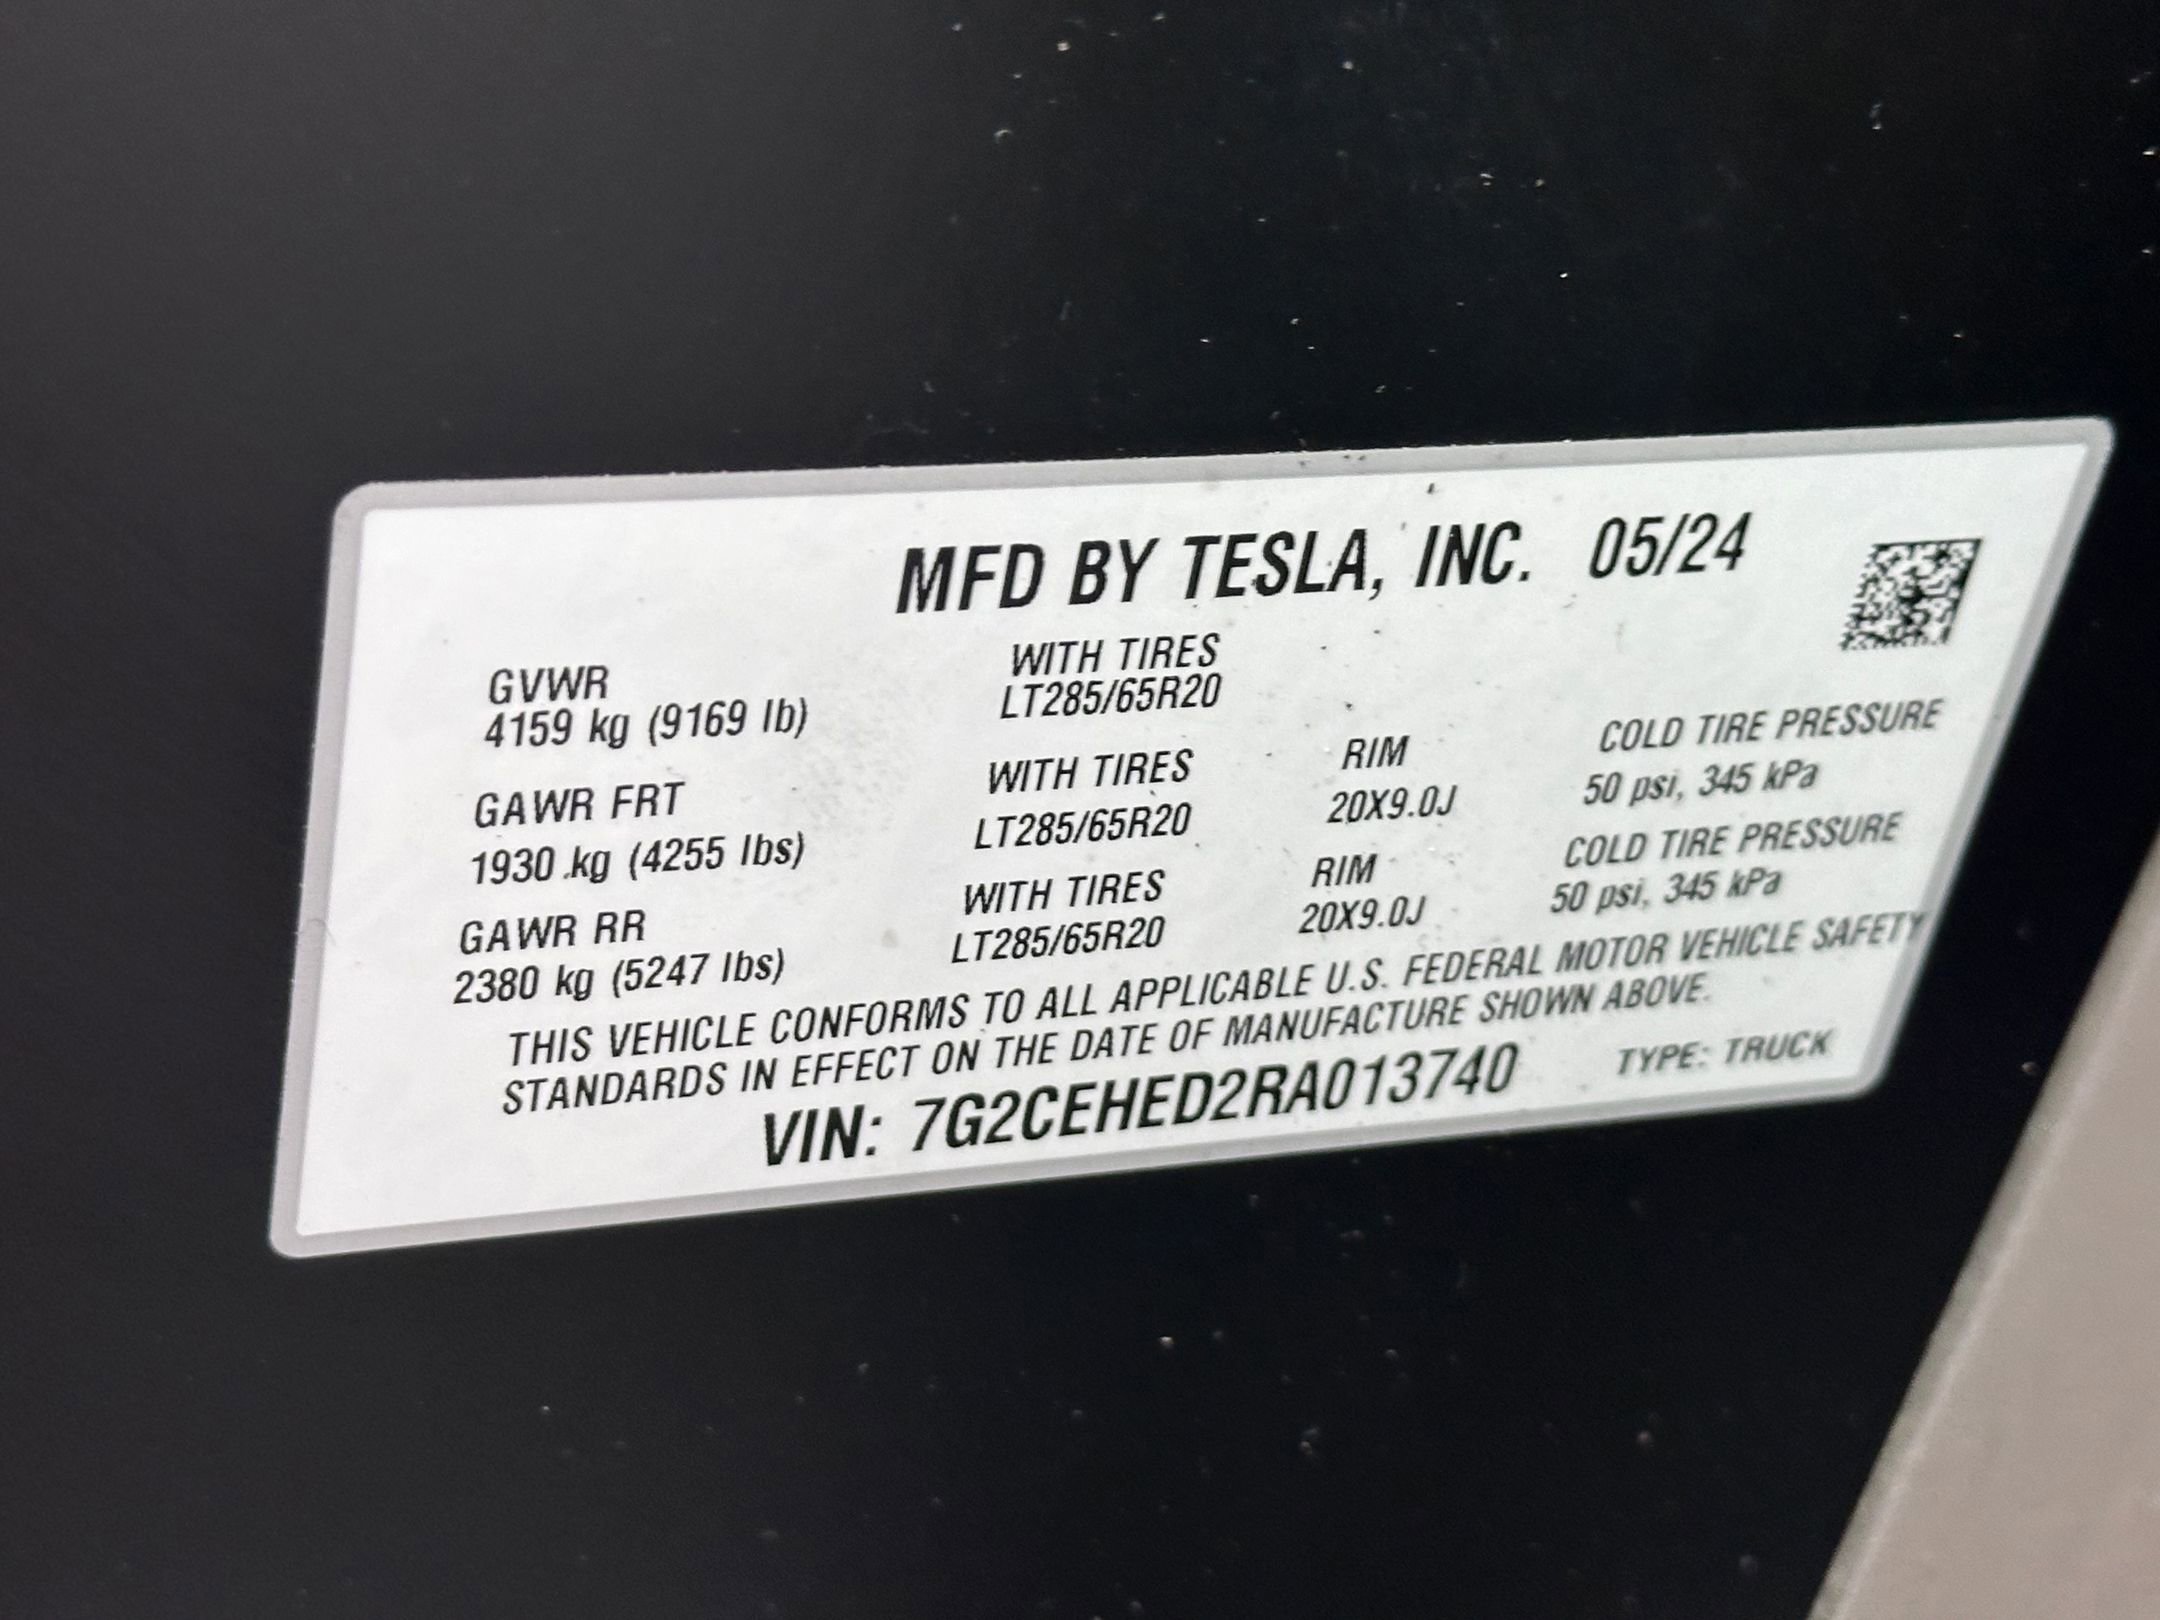 MFD BY TESLA, INC. 05/24
GVWR
4159 kg (9169 lb)
WITH TIRES
LT285/65R20
GAWR FRT
1930 kg (4255 lbs)
WITH TIRES
LT285/65R20
RIM
20X9.0J
COLD TIRE PRESSURE
50 psi, 345 kPa
GAWR RR
2380 kg (5247 lbs)
WITH TIRES
LT285/65R20
RIM
20X9.0J
COLD TIRE PRESSURE
50 psi, 345 kPa
THIS VEHICLE CONFORMS TO ALL APPLICABLE U.S. FEDERAL MOTOR VEHICLE SAFETY
STANDARDS IN EFFECT ON THE DATE OF MANUFACTURE SHOWN ABOVE.
VIN: 7G2CEHED2RA013740
TYPE: TRUCK